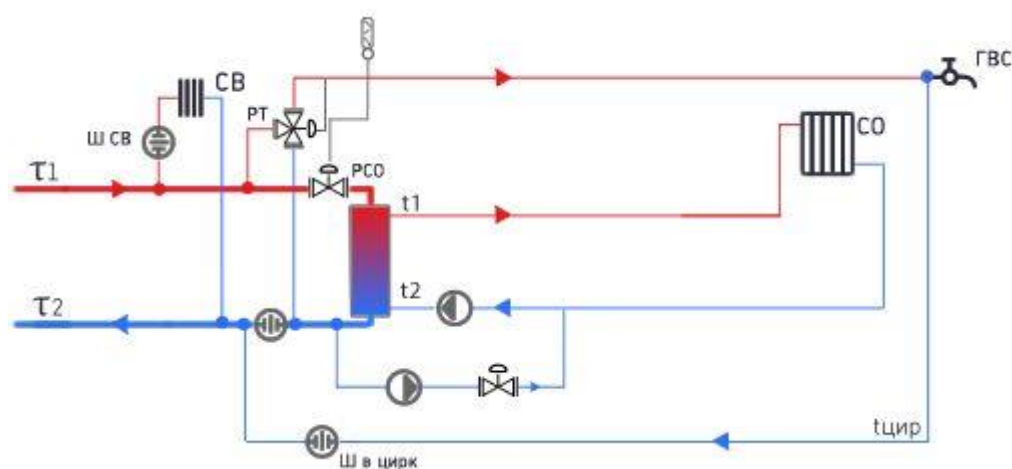 ГВС
СВ
РТ
СО
Ш СВ
τ1
РСО
t1
t2
τ2
tцир
Ш в цирк